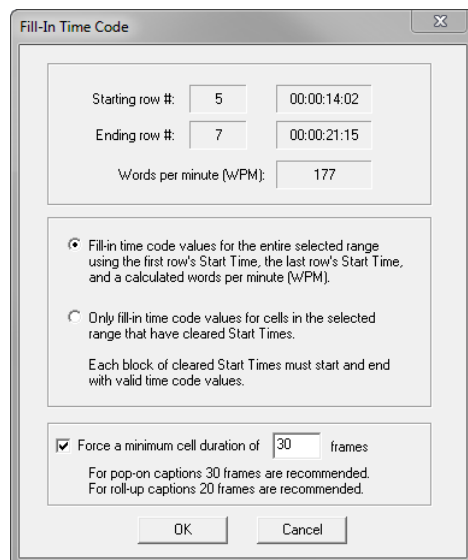 Fill-In Time Code
x
Starting row #: 5 00:00:14:02
Ending row #: 7 00:00:21:15
Words per minute (WPM): 177
Fill-in time code values for the entire selected range
using the first row's Start Time, the last row's Start Time,
and a calculated words per minute (WPM).
Only fill-in time code values for cells in the selected
range that have cleared Start Times.
Each block of cleared Start Times must start and end
with valid time code values.
Force a minimum cell duration of 30 frames
For pop-on captions 30 frames are recommended.
For roll-up captions 20 frames are recommended.
OK Cancel